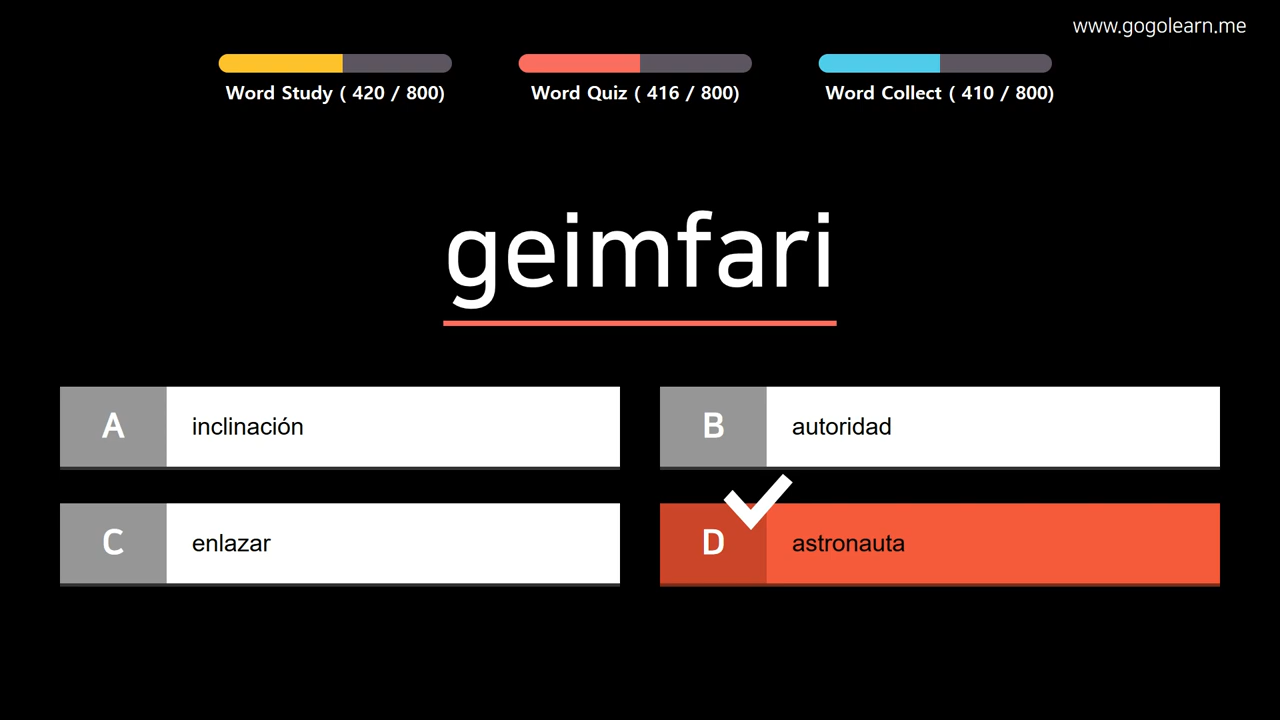 www.gogolearn.me
Word Study ( 420 / 800)
Word Quiz ( 416 / 800)
Word Collect ( 410 / 800)
geimfari
A
inclinación
B
autoridad
C
enlazar
D
astronauta